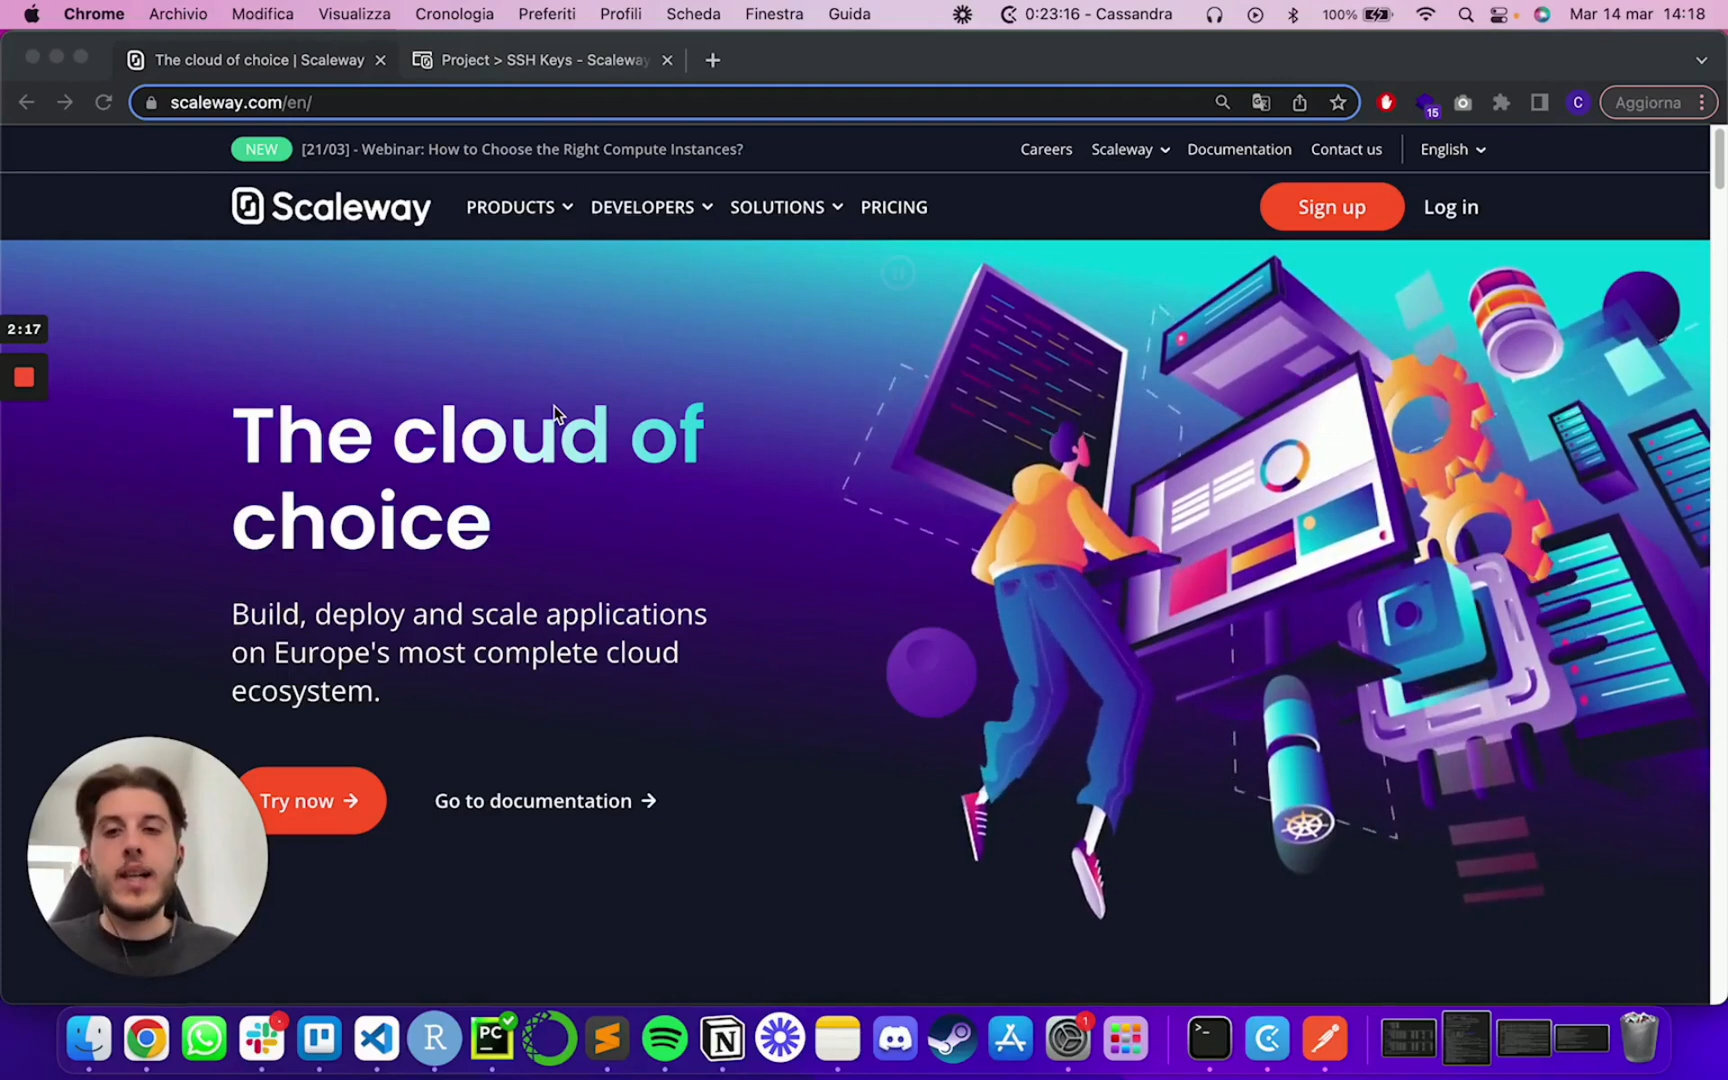 Chrome Archivio Modifica Visualizza Cronologia Preferiti Profili Scheda Finestra Guida 0:23:16 - Cassandra 100% Mar 14 mar 14:18
The cloud of choice | Scaleway Project > SSH Keys - Scaleway
scaleway.com/en/ 15 C Aggiorna
NEW [21/03] - Webinar: How to Choose the Right Compute Instances? Careers Scaleway Documentation Contact us English
Scaleway PRODUCTS DEVELOPERS SOLUTIONS PRICING Sign up Log in
2:17
The cloud of
choice
Build, deploy and scale applications
on Europe's most complete cloud
ecosystem.
Try now → Go to documentation →
R PC N 1 >_